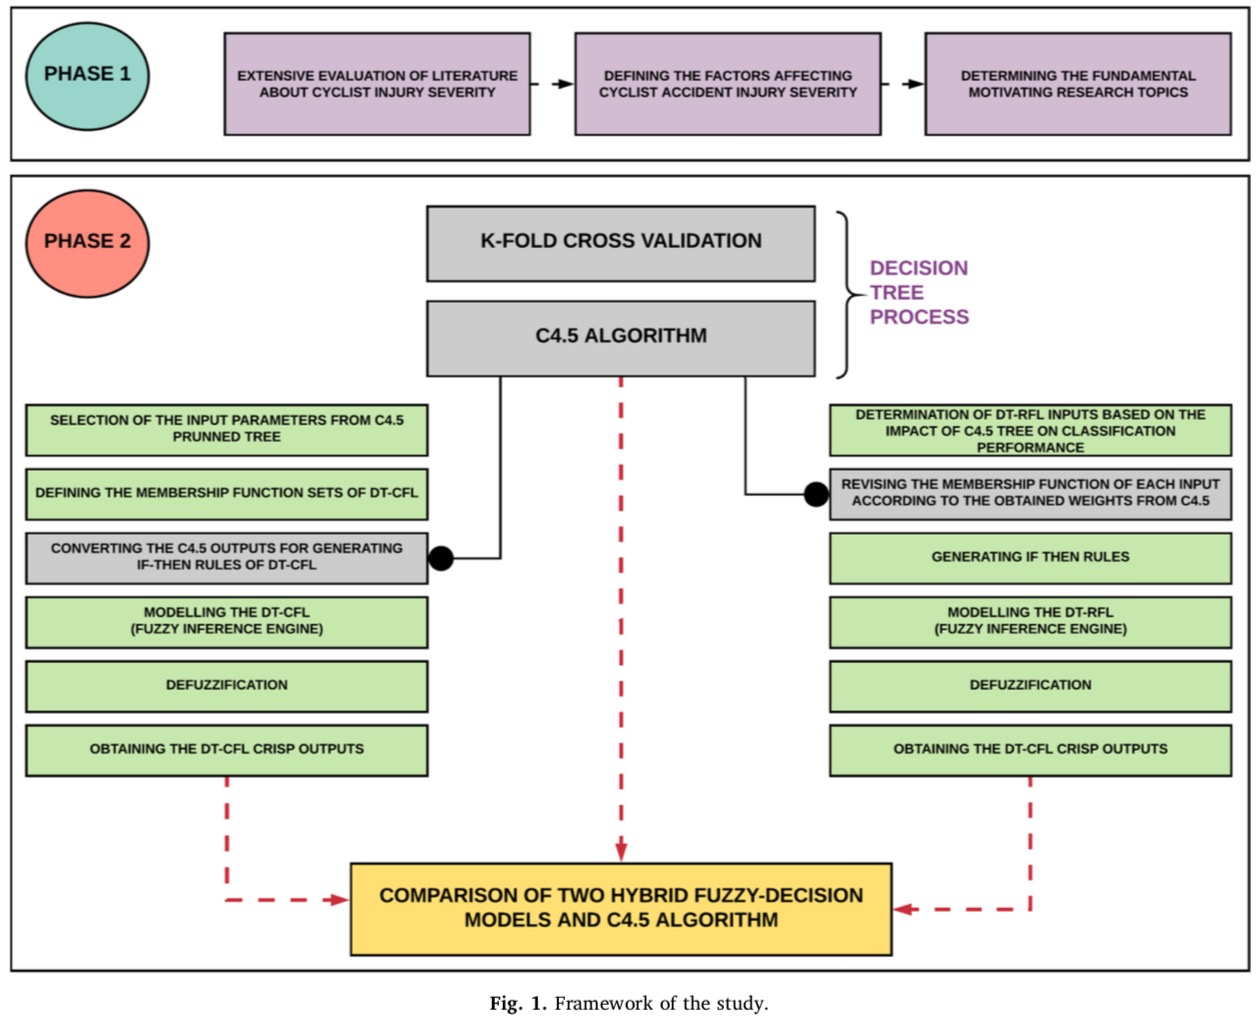 PHASE 1
EXTENSIVE EVALUATION OF LITERATURE
ABOUT CYCLIST INJURY SEVERITY
DEFINING THE FACTORS AFFECTING
CYCLIST ACCIDENT INJURY SEVERITY
DETERMINING THE FUNDAMENTAL
MOTIVATING RESEARCH TOPICS
PHASE 2
K-FOLD CROSS VALIDATION
C4.5 ALGORITHM
DECISION
TREE
PROCESS
SELECTION OF THE INPUT PARAMETERS FROM C4.5
PRUNNED TREE
DEFINING THE MEMBERSHIP FUNCTION SETS OF DT-CFL
CONVERTING THE C4.5 OUTPUTS FOR GENERATING
IF-THEN RULES OF DT-CFL
MODELLING THE DT-CFL
(FUZZY INFERENCE ENGINE)
DEFUZZIFICATION
OBTAINING THE DT-CFL CRISP OUTPUTS
DETERMINATION OF DT-RFL INPUTS BASED ON THE
IMPACT OF C4.5 TREE ON CLASSIFICATION
PERFORMANCE
REVISING THE MEMBERSHIP FUNCTION OF EACH INPUT
ACCORDING TO THE OBTAINED WEIGHTS FROM C4.5
GENERATING IF THEN RULES
MODELLING THE DT-RFL
(FUZZY INFERENCE ENGINE)
DEFUZZIFICATION
OBTAINING THE DT-CFL CRISP OUTPUTS
COMPARISON OF TWO HYBRID FUZZY-DECISION
MODELS AND C4.5 ALGORITHM
Fig. 1. Framework of the study.